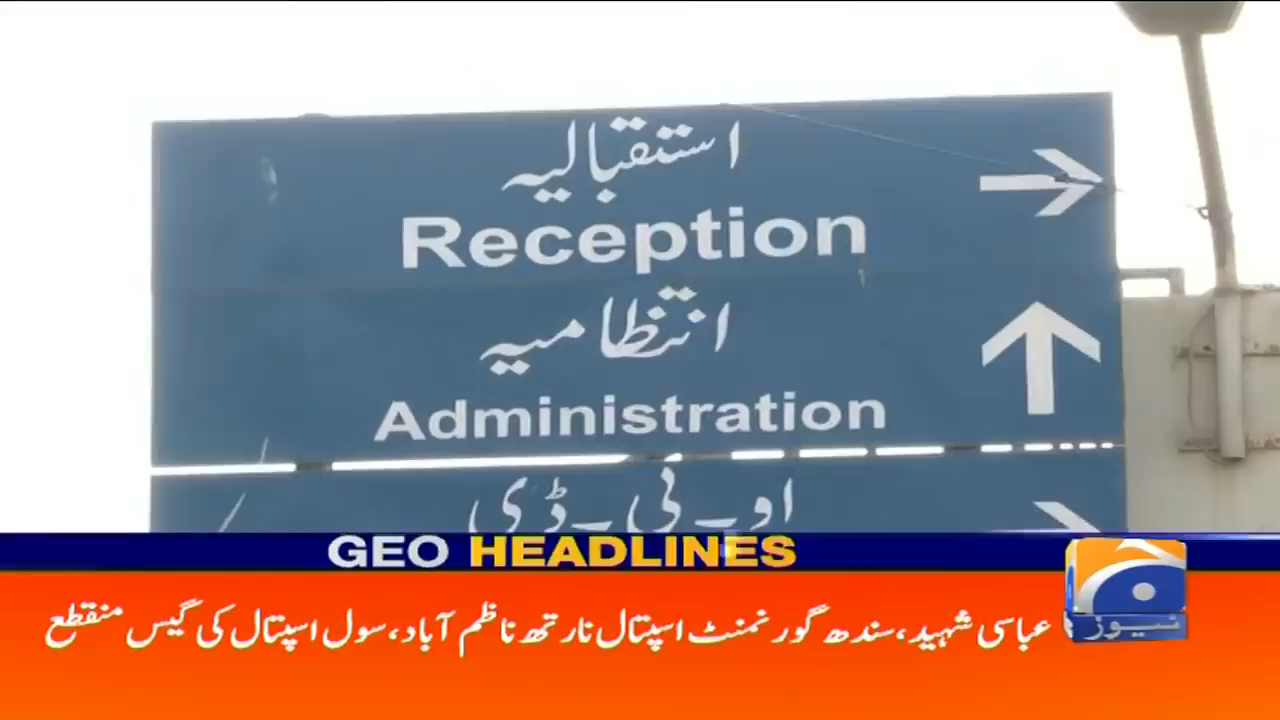 استقبالیہ
Reception
انتظامیہ
Administration
او-پی-ڈی
GEO HEADLINES
عباسی شہید، سندھ گورنمنٹ اسپتال نارتھ ناظم آباد، سول اسپتال کی گیس منقطع
نیوز